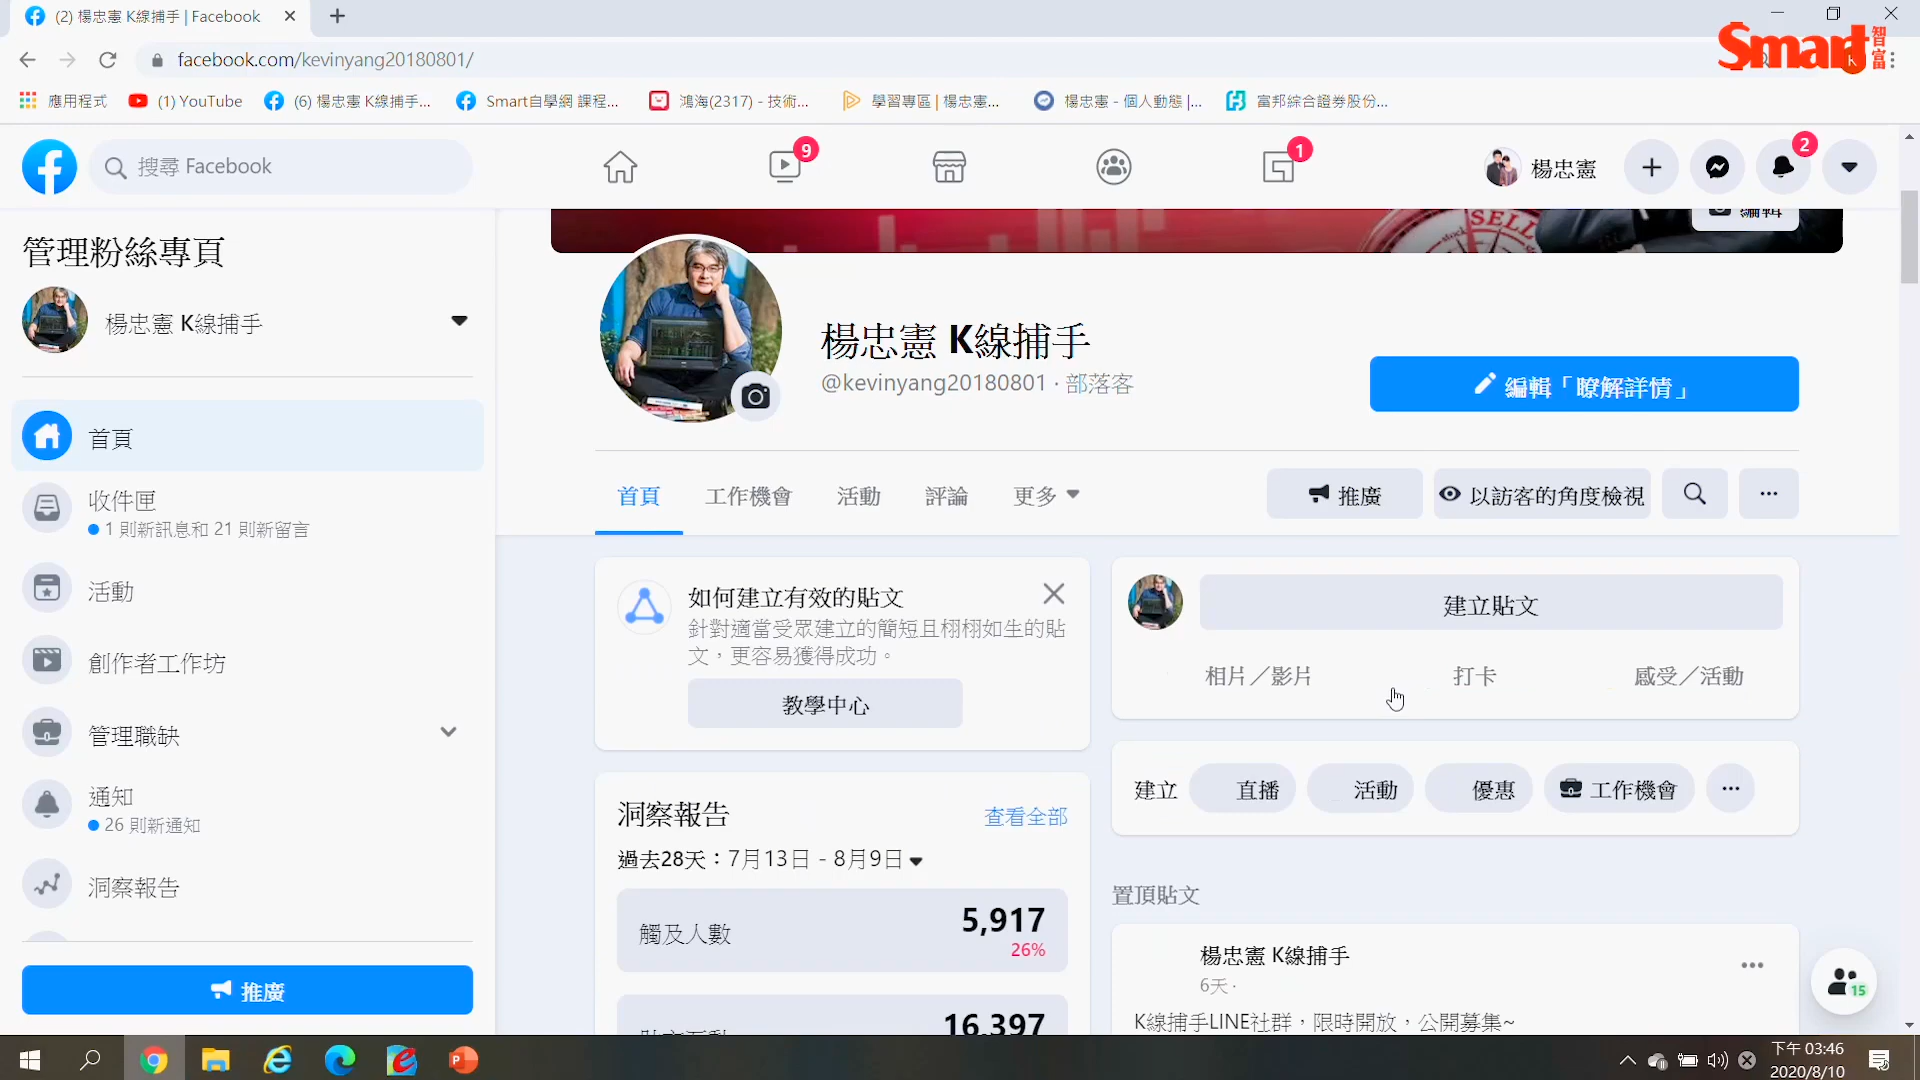 (2) 楊忠憲 K線捕手 | Facebook
facebook.com/kevinyang20180801/
Smart智富
K
應用程式
(1) YouTube
(6) 楊忠憲 K線捕手...
Smart自學網 課程...
鴻海(2317) - 技術...
學習專區 | 楊忠憲...
楊忠憲 - 個人動態 |...
富邦綜合證券股份...
搜尋 Facebook
9
1
楊忠憲
2
管理粉絲專頁
楊忠憲 K線捕手
首頁
收件匣
1 則新訊息和 21 則新留言
活動
創作者工作坊
管理職缺
通知
26 則新通知
洞察報告
推廣
SELL
編輯
楊忠憲 K線捕手
@kevinyang20180801 · 部落客
編輯「瞭解詳情」
首頁
工作機會
活動
評論
更多
推廣
以訪客的角度檢視
如何建立有效的貼文
針對適當受眾建立的簡短且栩栩如生的貼
文，更容易獲得成功。
教學中心
洞察報告
查看全部
過去28天：7月13日 - 8月9日
觸及人數
5,917
26%
16,397
建立貼文
相片／影片
打卡
感受／活動
建立
直播
活動
優惠
工作機會
置頂貼文
楊忠憲 K線捕手
6天 ·
K線捕手LINE社群，限時開放，公開募集~
15
下午 03:46
2020/8/10